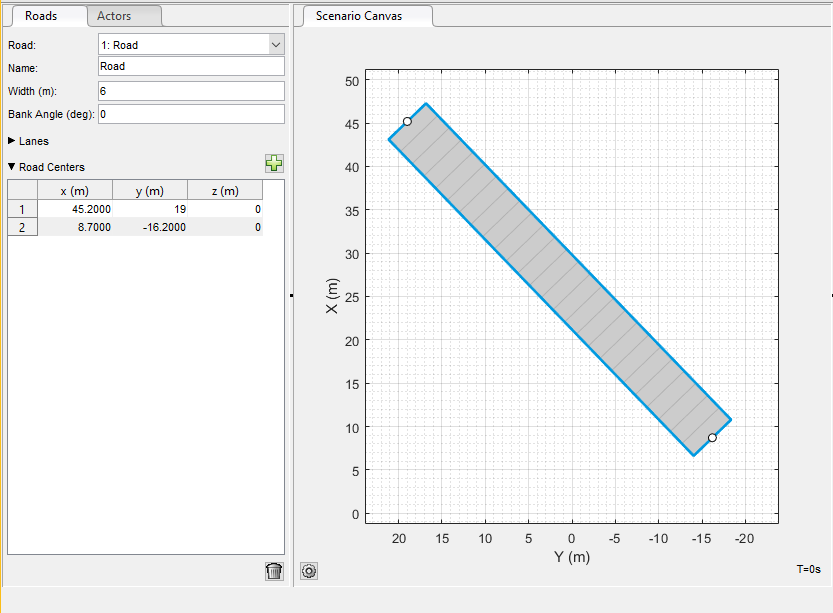 Roads Actors
Road: 1: Road
Name: Road
Width (m): 6
Bank Angle (deg): 0
Lanes
Road Centers
x (m) y (m) z (m)
1 45.2000 19 0
2 8.7000 -16.2000 0
Scenario Canvas
50
45
40
35
30
25
20
15
10
5
0
X (m)
20 15 10 5 0 -5 -10 -15 -20
Y (m)
T=0s